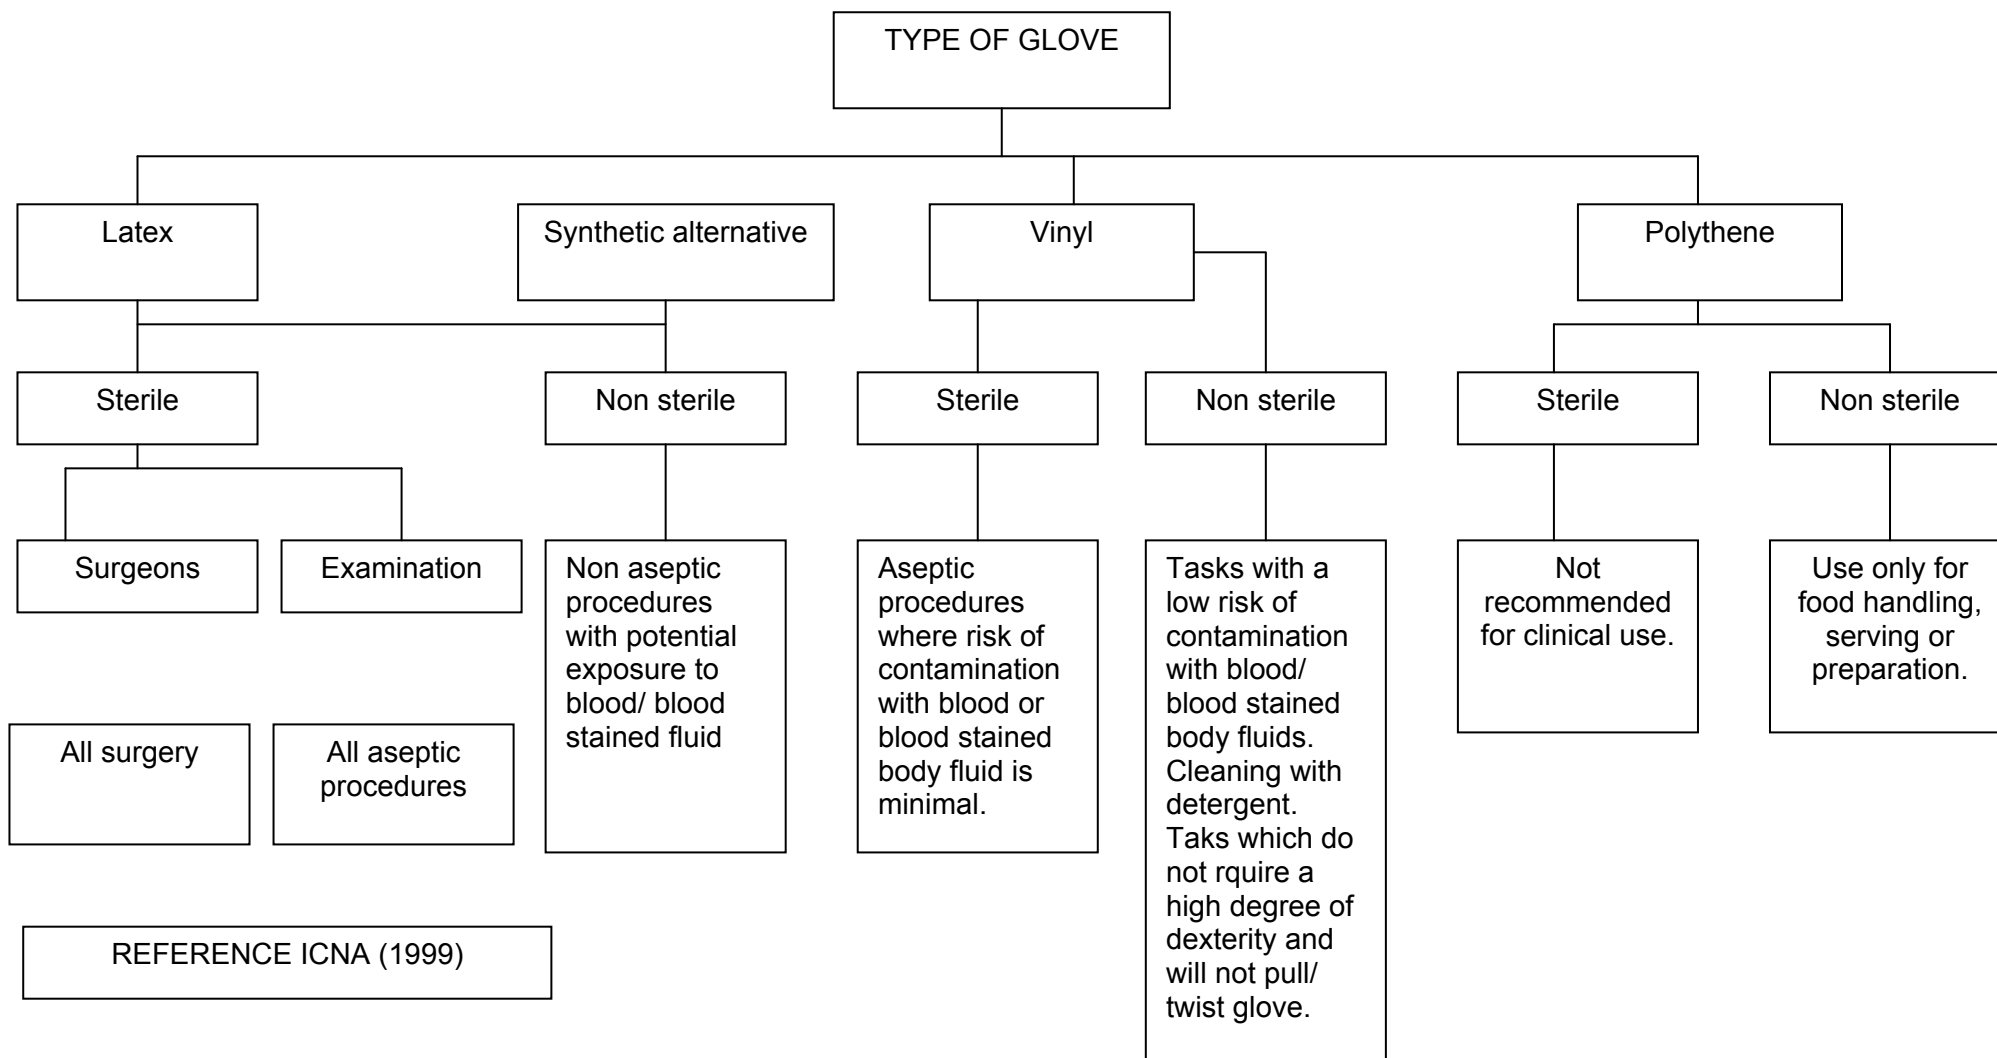 TYPE OF GLOVE
Latex
Synthetic alternative
Vinyl
Polythene
Sterile
Non sterile
Sterile
Non sterile
Sterile
Non sterile
Surgeons
Examination
Non aseptic
procedures
with potential
exposure to
blood/ blood
stained fluid
Aseptic
procedures
where risk of
contamination
with blood or
blood stained
body fluid is
minimal.
Tasks with a
low risk of
contamination
with blood/
blood stained
body fluids.
Cleaning with
detergent.
Taks which do
not rquire a
high degree of
dexterity and
will not pull/
twist glove.
Not
recommended
for clinical use.
Use only for
food handling,
serving or
preparation.
All surgery
All aseptic
procedures
REFERENCE ICNA (1999)